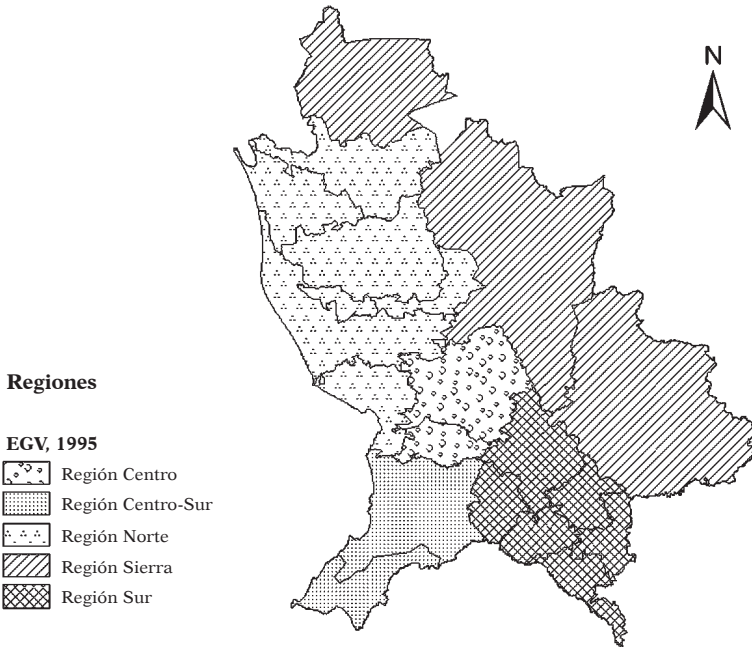 N
Regiones
EGV, 1995
Región Centro
Región Centro-Sur
Región Norte
Región Sierra
Región Sur